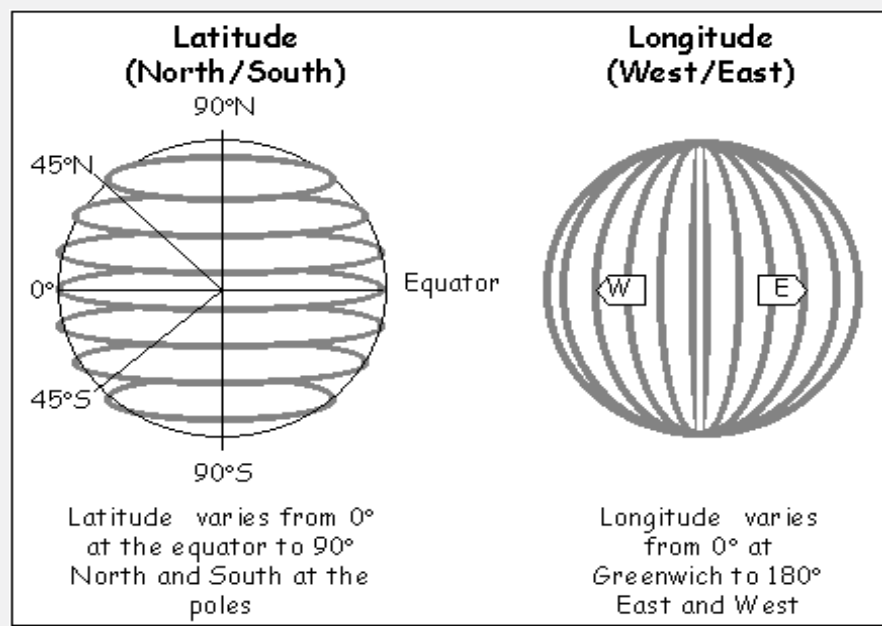 Latitude
(North/South)
90°N
45°N
0°
Equator
45°S
90°S
Latitude varies from 0°
at the equator to 90°
North and South at the
poles
Longitude
(West/East)
W
E
Longitude varies
from 0° at
Greenwich to 180°
East and West